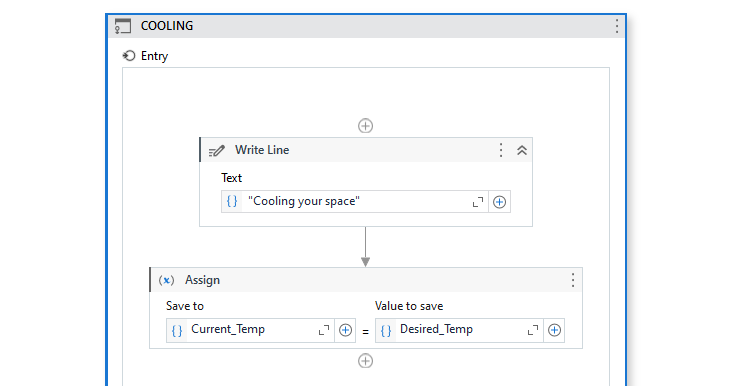 COOLING
Entry
Write Line
Text
{ } "Cooling your space"
(x) Assign
Save to Value to save
{ } Current_Temp = { } Desired_Temp